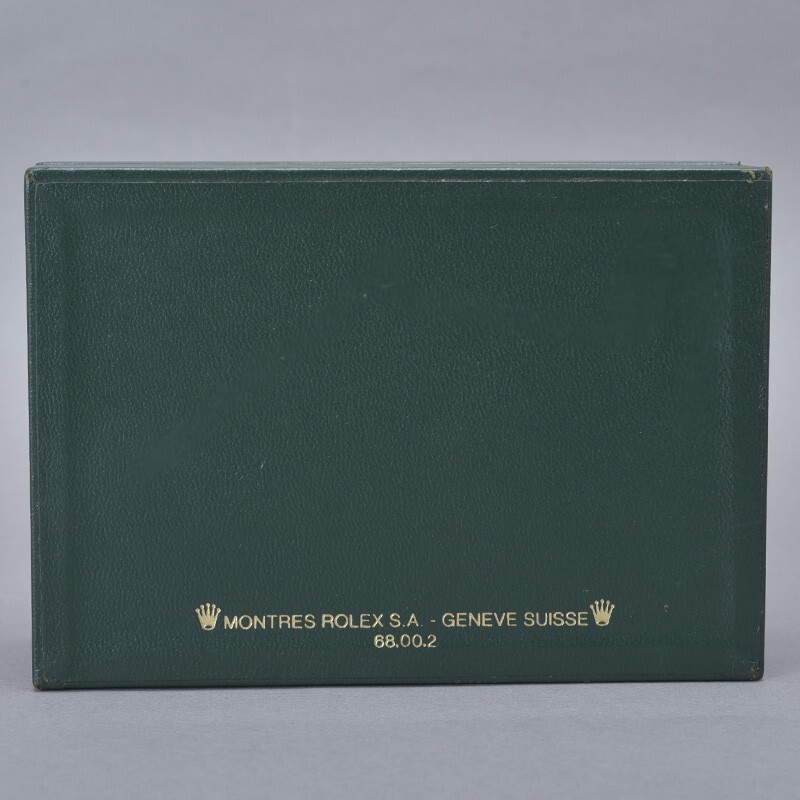 MONTRES ROLEX S.A. - GENEVE SUISSE
68.00.2